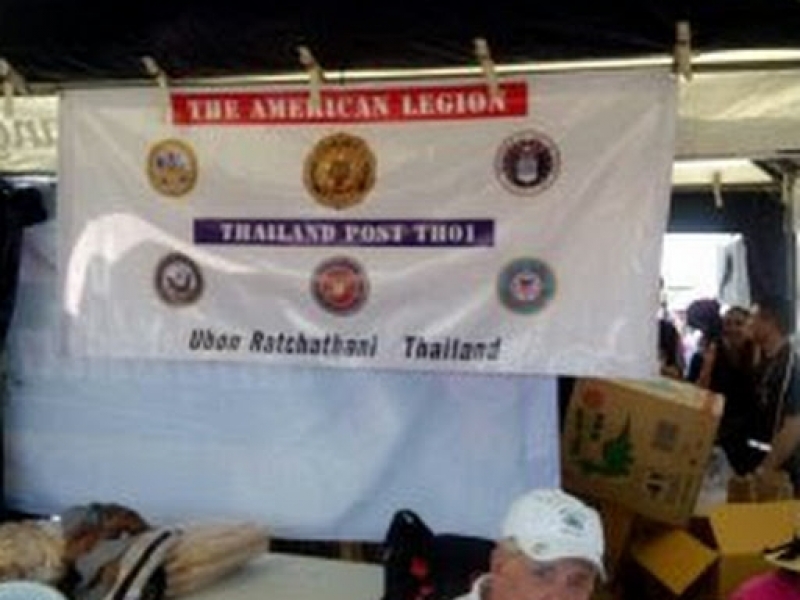 THE AMERICAN LEGION
THAILAND POST TH01
Ubon Ratchathani Thailand